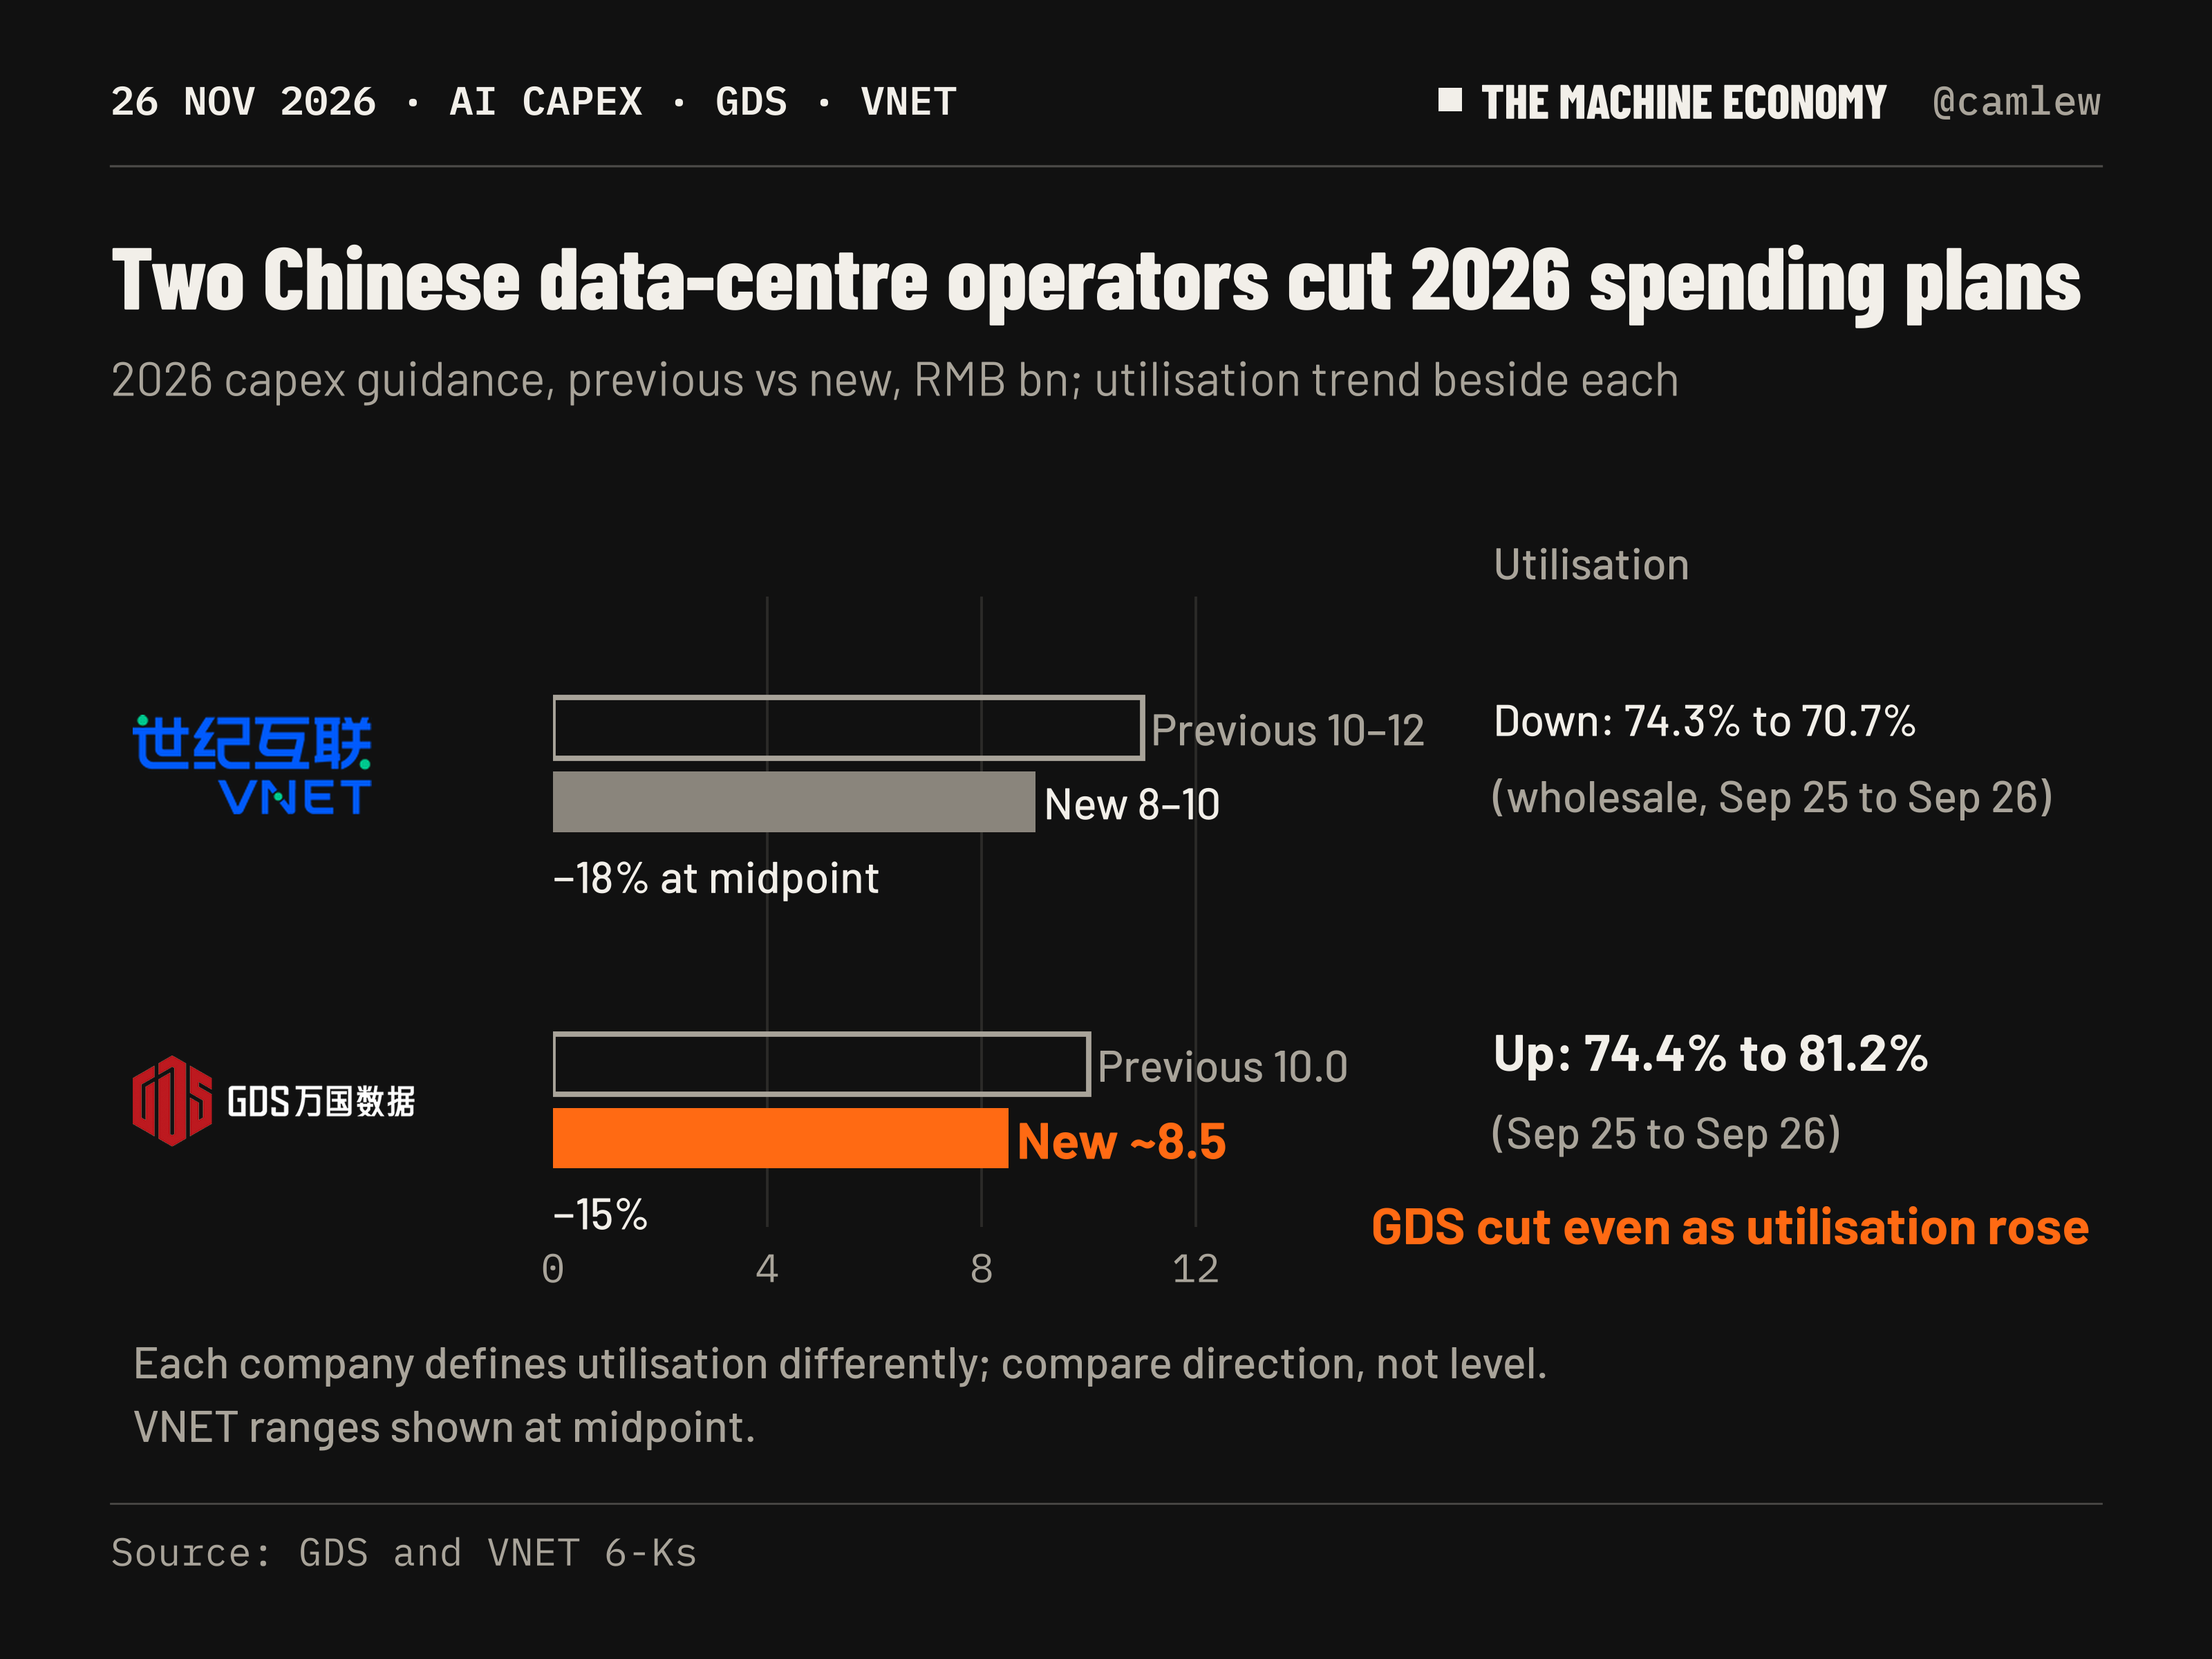 26 NOV 2026 · AI CAPEX · GDS · VNET
THE MACHINE ECONOMY @camlew
Two Chinese data-centre operators cut 2026 spending plans
2026 capex guidance, previous vs new, RMB bn; utilisation trend beside each
Utilisation
世纪互联
VNET
Previous 10–12
New 8–10
−18% at midpoint
Down: 74.3% to 70.7%
(wholesale, Sep 25 to Sep 26)
GDS万国数据
Previous 10.0
New ~8.5
−15%
Up: 74.4% to 81.2%
(Sep 25 to Sep 26)
GDS cut even as utilisation rose
0 4 8 12
Each company defines utilisation differently; compare direction, not level.
VNET ranges shown at midpoint.
Source: GDS and VNET 6-Ks